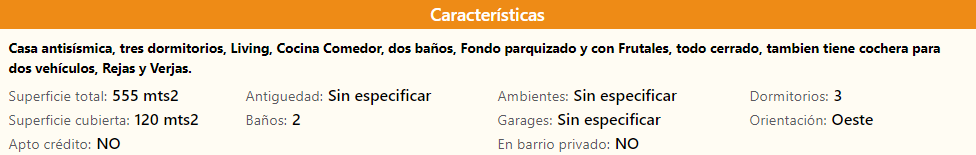 Características
Casa antisísmica, tres dormitorios, Living, Cocina Comedor, dos baños, Fondo parquizado y con Frutales, todo cerrado, tambien tiene cochera para
dos vehículos, Rejas y Verjas.
Superficie total: 555 mts2 Antiguedad: Sin especificar Ambientes: Sin especificar Dormitorios: 3
Superficie cubierta: 120 mts2 Baños: 2 Garages: Sin especificar Orientación: Oeste
Apto crédito: NO En barrio privado: NO